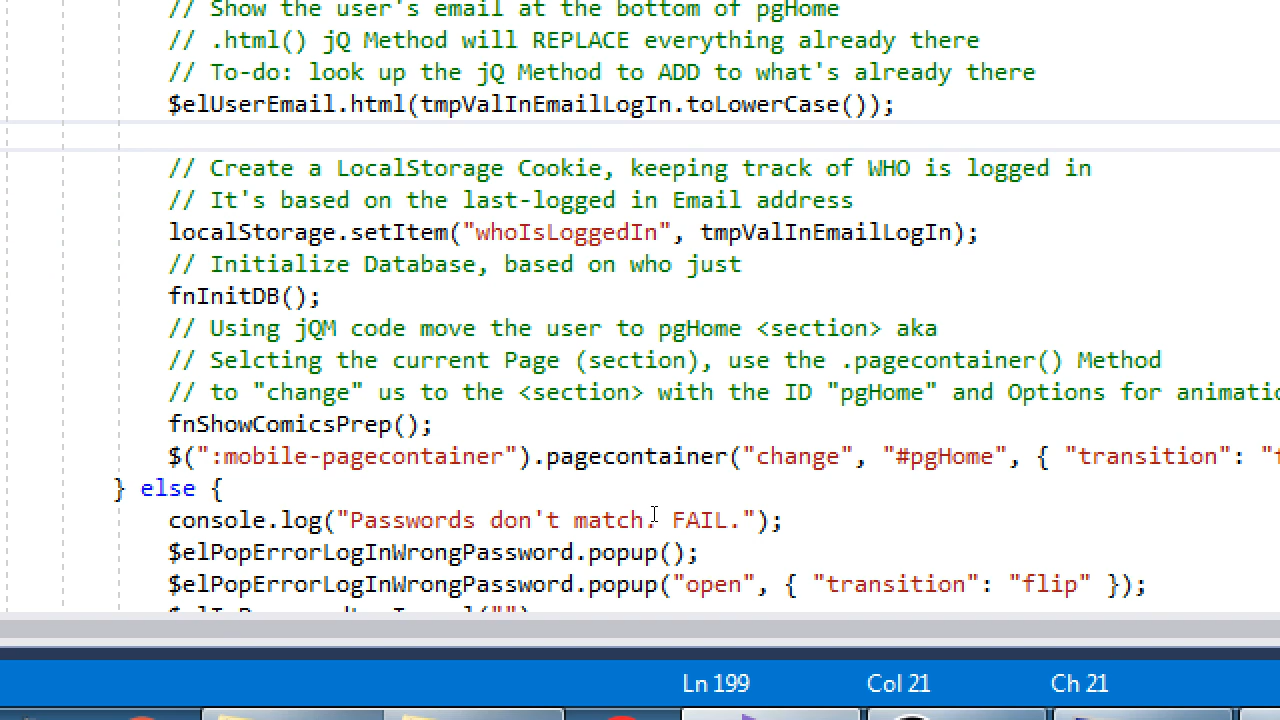 // Show the user's email at the bottom of pgHome
// .html() jQ Method will REPLACE everything already there
// To-do: look up the jQ Method to ADD to what's already there
$elUserEmail.html(tmpValInEmailLogIn.toLowerCase());
// Create a LocalStorage Cookie, keeping track of WHO is logged in
// It's based on the last-logged in Email address
localStorage.setItem("whoIsLoggedIn", tmpValInEmailLogIn);
// Initialize Database, based on who just
fnInitDB();
// Using jQM code move the user to pgHome <section> aka
// Selcting the current Page (section), use the .pagecontainer() Method
// to "change" us to the <section> with the ID "pgHome" and Options for animatio
fnShowComicsPrep();
$(":mobile-pagecontainer").pagecontainer("change", "#pgHome", { "transition": "f
} else {
console.log("Passwords don't match. FAIL.");
$elPopErrorLogInWrongPassword.popup();
$elPopErrorLogInWrongPassword.popup("open", { "transition": "flip" });
Ln 199 Col 21 Ch 21